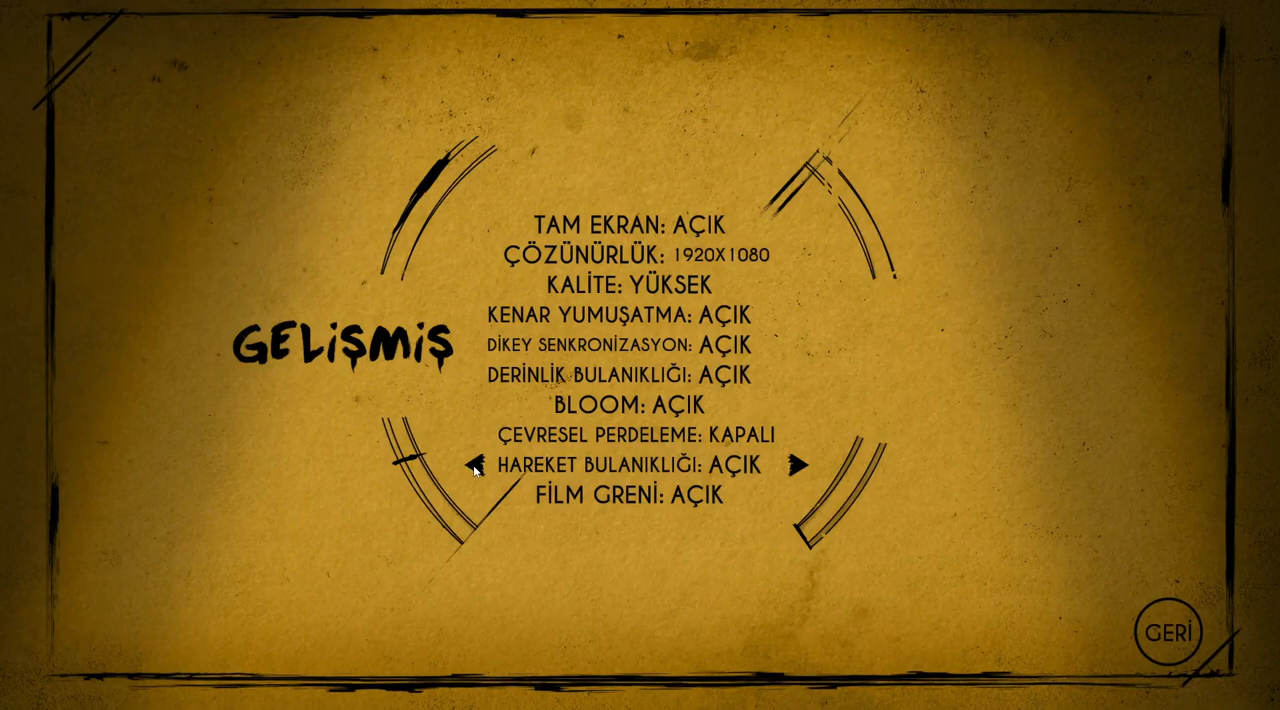 TAM EKRAN: AÇIK
ÇÖZÜNÜRLÜK: 1920X1080
KALİTE: YÜKSEK
KENAR YUMUŞATMA: AÇIK
GELİŞMİŞ
DİKEY SENKRONİZASYON: AÇIK
DERİNLİK BULANIKLIĞI: AÇIK
BLOOM: AÇIK
ÇEVRESEL PERDELEME: KAPALI
HAREKET BULANIKLIĞI: AÇIK
FİLM GRENİ: AÇIK
GERİ